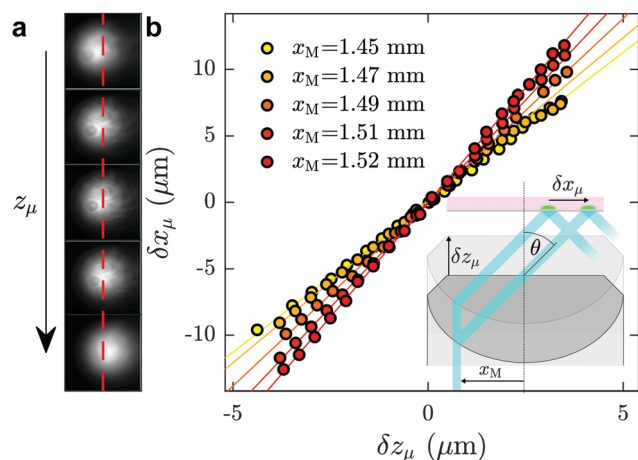 a
b
z_μ
δx_μ (μm)
10
5
0
-5
-10
x_M=1.45 mm
x_M=1.47 mm
x_M=1.49 mm
x_M=1.51 mm
x_M=1.52 mm
δx_μ
δz_μ
θ
x_M
-5
0
5
δz_μ (μm)